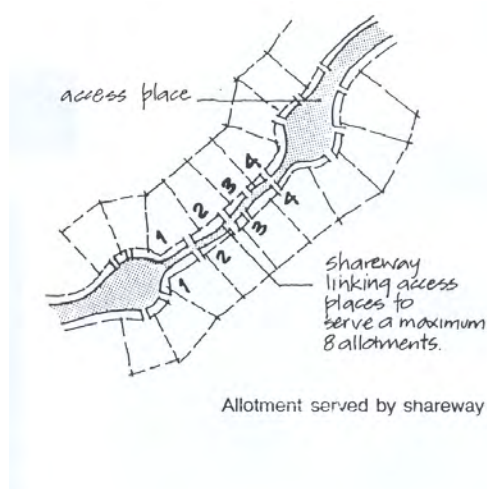 access place
4
3
2
1
4
3
2
1
shareway
linking access
places to
serve a maximum
8 allotments.
Allotment served by shareway